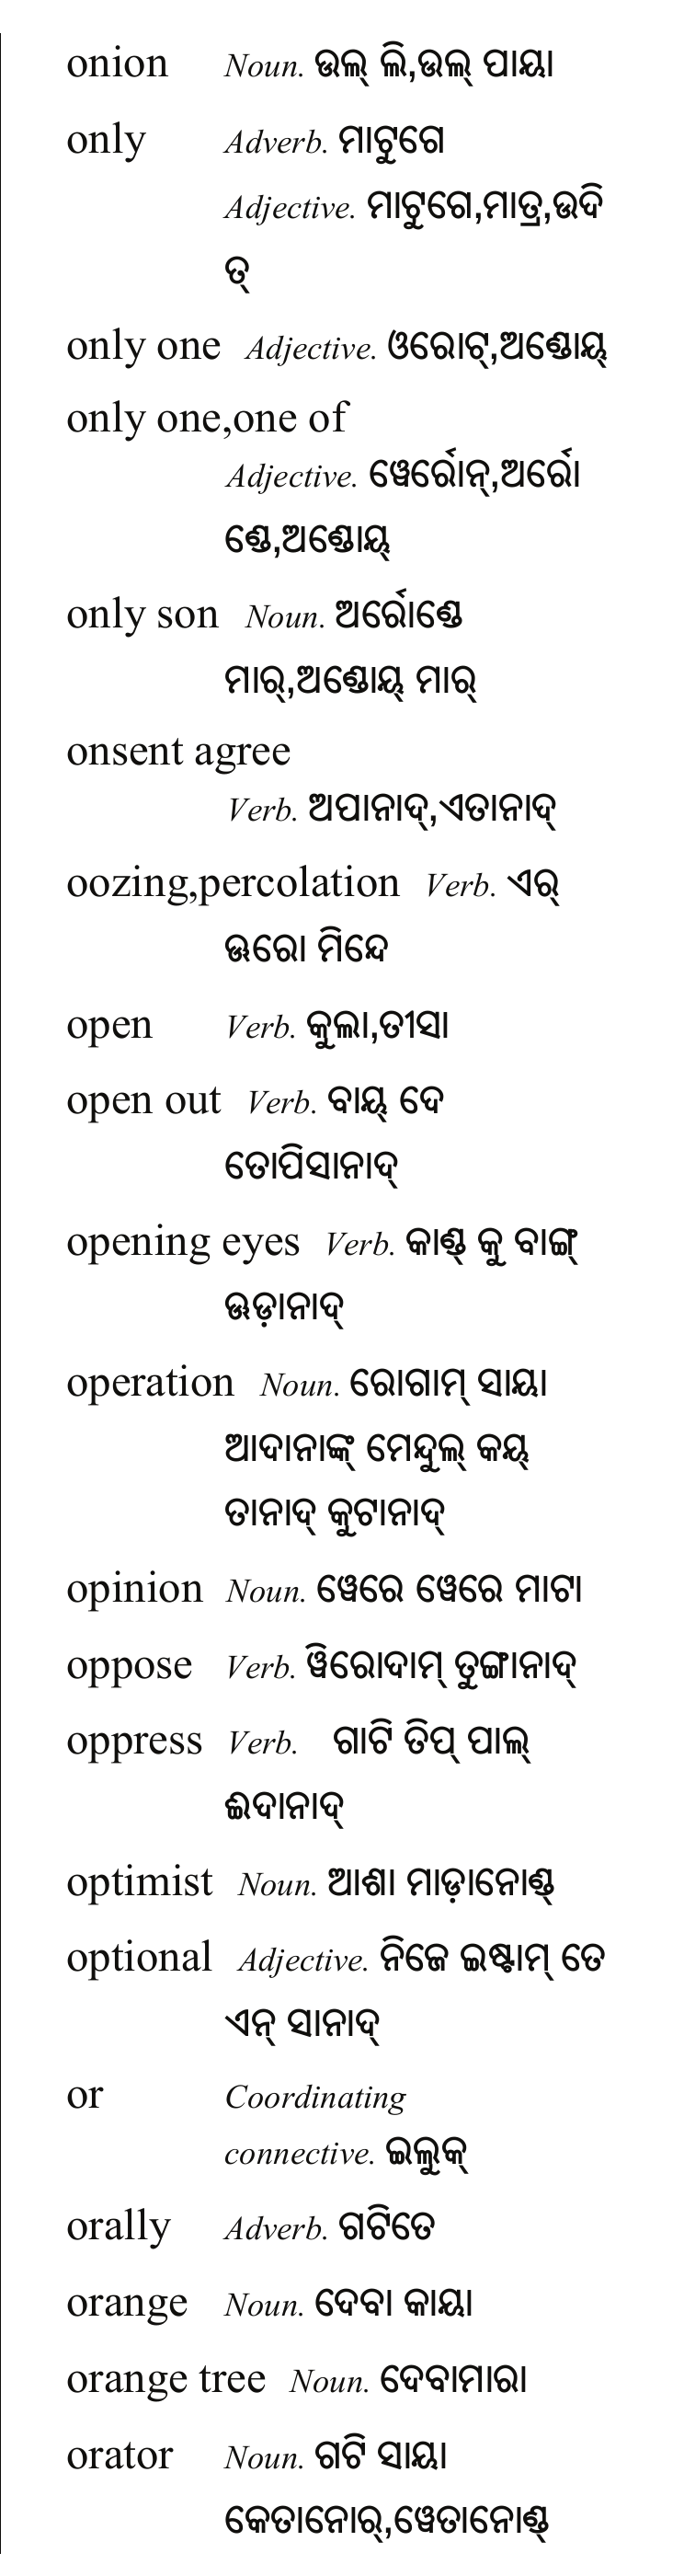 onion Noun. ଉଲ୍ ଲି,ଉଲ୍ ପାୟା
only Adverb. ମାଟୁଗେ
Adjective. ମାଟୁଗେ,ମାତ୍ର,ଉଦି
ତ୍
only one Adjective. ଓରୋଟ୍,ଅଣ୍ଡୋୟ୍
only one,one of
Adjective. ୱେର୍ରୋନ୍,ଅର୍ରୋ
ଣ୍ଡେ,ଅଣ୍ଡୋୟ୍
only son Noun. ଅର୍ରୋଣ୍ଡେ
ମାର୍,ଅଣ୍ଡୋୟ୍ ମାର୍
onsent agree
Verb. ଅପାନାଦ୍,ଏତାନାଦ୍
oozing,percolation Verb. ଏର୍
ଊରୋ ମିନ୍ଦେ
open Verb. କୁଲା,ତୀସା
open out Verb. ବାୟ୍ ଦେ
ତୋପିସାନାଦ୍
opening eyes Verb. କାଣ୍ଡ୍ କୁ ବାଙ୍ଗ୍
ଊଡ଼ାନାଦ୍
operation Noun. ରୋଗାମ୍ ସାୟା
ଆଦାନାଙ୍କ୍ ମେନ୍ଦୁଲ୍ କୟ୍
ତାନାଦ୍ କୁଟାନାଦ୍
opinion Noun. ୱେରେ ୱେରେ ମାଟା
oppose Verb. ୱିରୋଦାମ୍ ତୁଙ୍ଗାନାଦ୍
oppress Verb. ଗାଟି ତିପ୍ ପାଲ୍
ଈଦାନାଦ୍
optimist Noun. ଆଶା ମାଡ଼ାନୋଣ୍ଡ୍
optional Adjective. ନିଜେ ଇଷ୍ଟାମ୍ ତେ
ଏନ୍ ସାନାଦ୍
or Coordinating
connective. ଇଲୁକ୍
orally Adverb. ଗଟିତେ
orange Noun. ଦେବା କାୟା
orange tree Noun. ଦେବାମାରା
orator Noun. ଗଟି ସାୟା
କେତାନୋର୍,ୱେତାନୋଣ୍ଡ୍